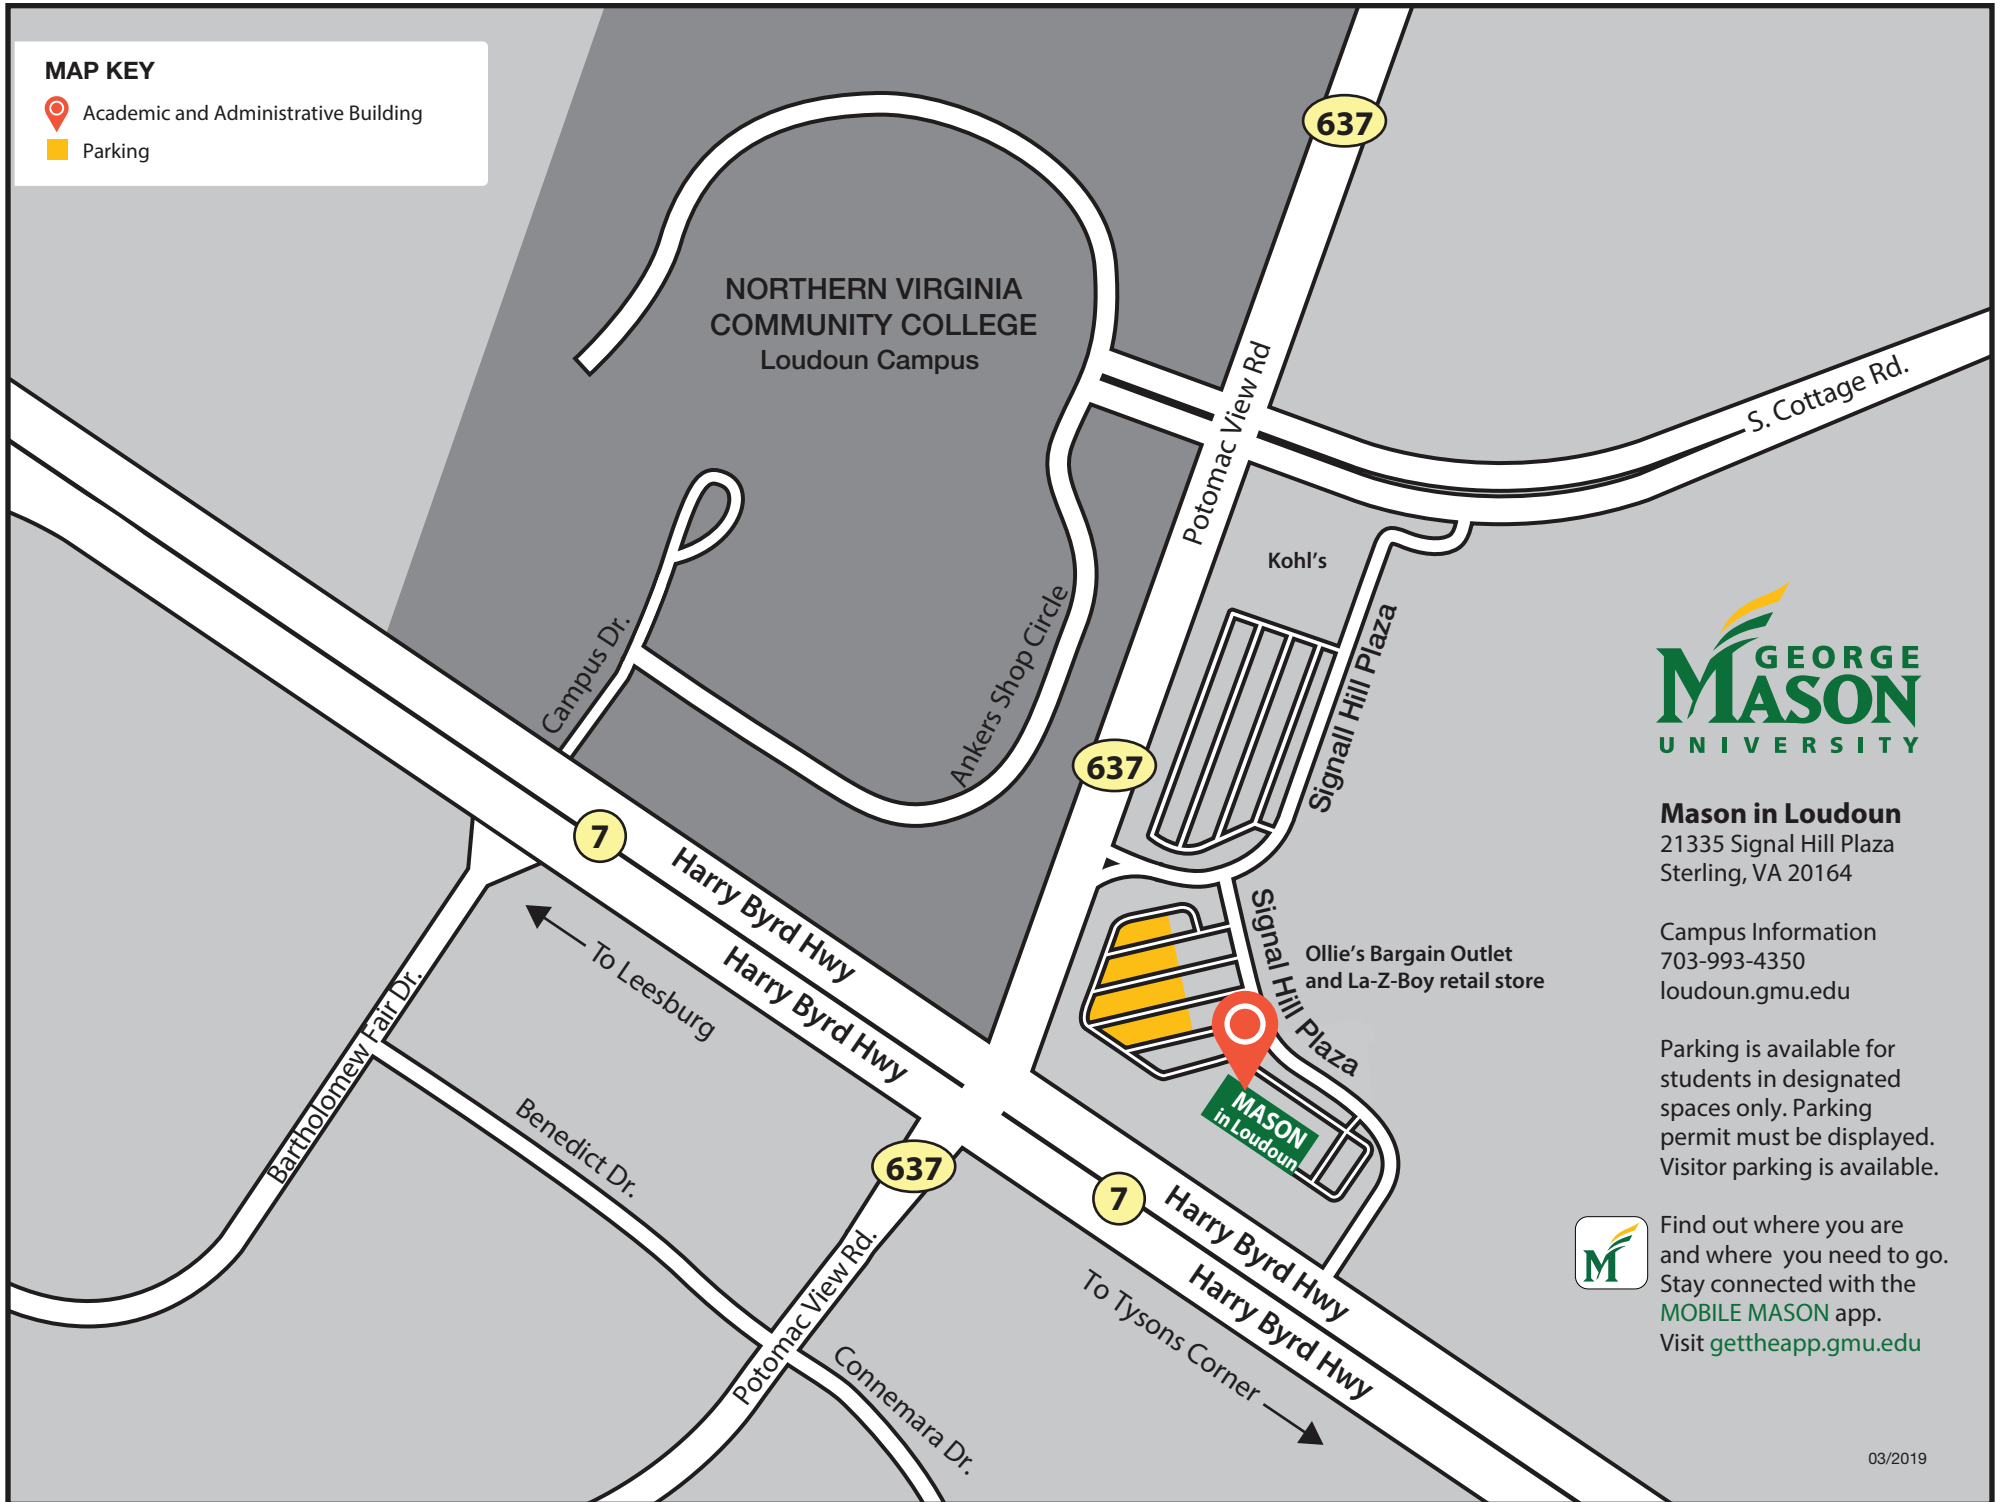 MAP KEY
Academic and Administrative Building
Parking
637
NORTHERN VIRGINIA
COMMUNITY COLLEGE
Loudoun Campus
Potomac View Rd
S. Cottage Rd.
Kohl's
Campus Dr.
Ankers Shop Circle
Signall Hill Plaza
637
7
Harry Byrd Hwy
Harry Byrd Hwy
To Leesburg
Signal Hill Plaza
Ollie's Bargain Outlet
and La-Z-Boy retail store
Bartholomew Fair Dr.
Benedict Dr.
MASON
in Loudoun
637
7
Harry Byrd Hwy
Harry Byrd Hwy
Potomac View Rd.
To Tysons Corner
Connemara Dr.
GEORGE
MASON
UNIVERSITY
Mason in Loudoun
21335 Signal Hill Plaza
Sterling, VA 20164
Campus Information
703-993-4350
loudoun.gmu.edu
Parking is available for
students in designated
spaces only. Parking
permit must be displayed.
Visitor parking is available.
M
Find out where you are
and where you need to go.
Stay connected with the
MOBILE MASON app.
Visit gettheapp.gmu.edu
03/2019